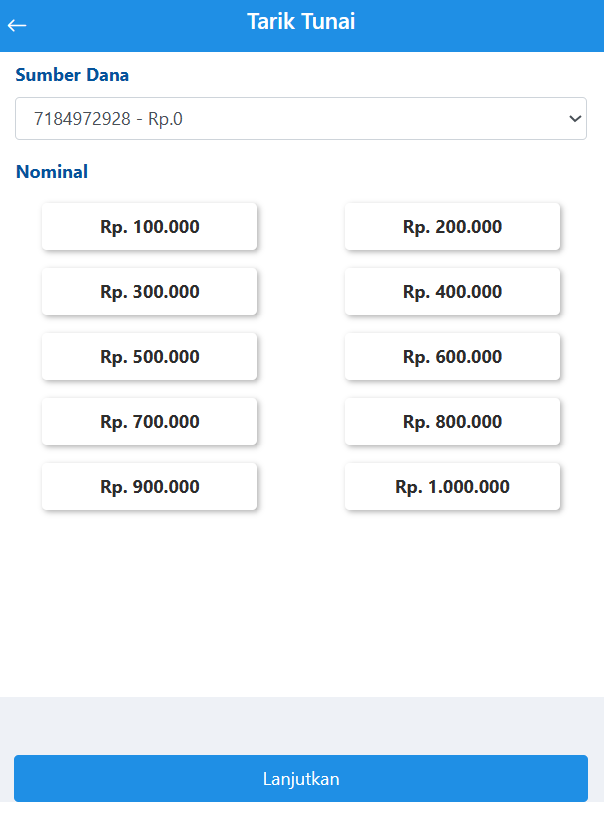 Tarik Tunai
Sumber Dana
7184972928 - Rp.0
Nominal
Rp. 100.000
Rp. 200.000
Rp. 300.000
Rp. 400.000
Rp. 500.000
Rp. 600.000
Rp. 700.000
Rp. 800.000
Rp. 900.000
Rp. 1.000.000
Lanjutkan